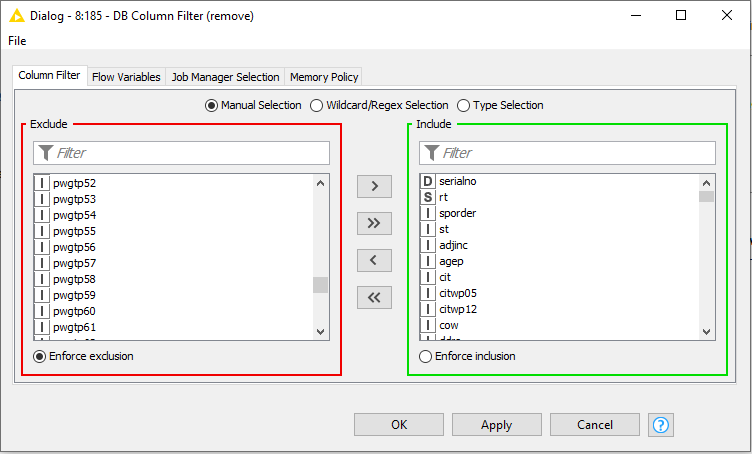 Dialog - 8:185 - DB Column Filter (remove)
File
Column Filter Flow Variables Job Manager Selection Memory Policy
Manual Selection Wildcard/Regex Selection Type Selection
Exclude
Filter
I pwgtp52
I pwgtp53
I pwgtp54
I pwgtp55
I pwgtp56
I pwgtp57
I pwgtp58
I pwgtp59
I pwgtp60
I pwgtp61
Enforce exclusion
>
>>
<
<<
Include
Filter
D serialno
S rt
I sporder
I st
I adjinc
I agep
I cit
I citwp05
I citwp12
I cow
Enforce inclusion
OK Apply Cancel ?